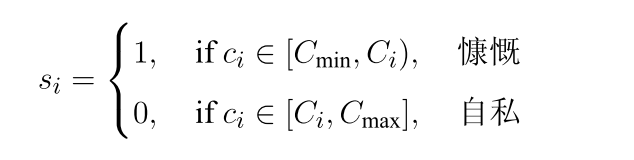 s_i = { 1, if c_i ∈ [C_min, C_i), 慷慨
0, if c_i ∈ [C_i, C_max], 自私